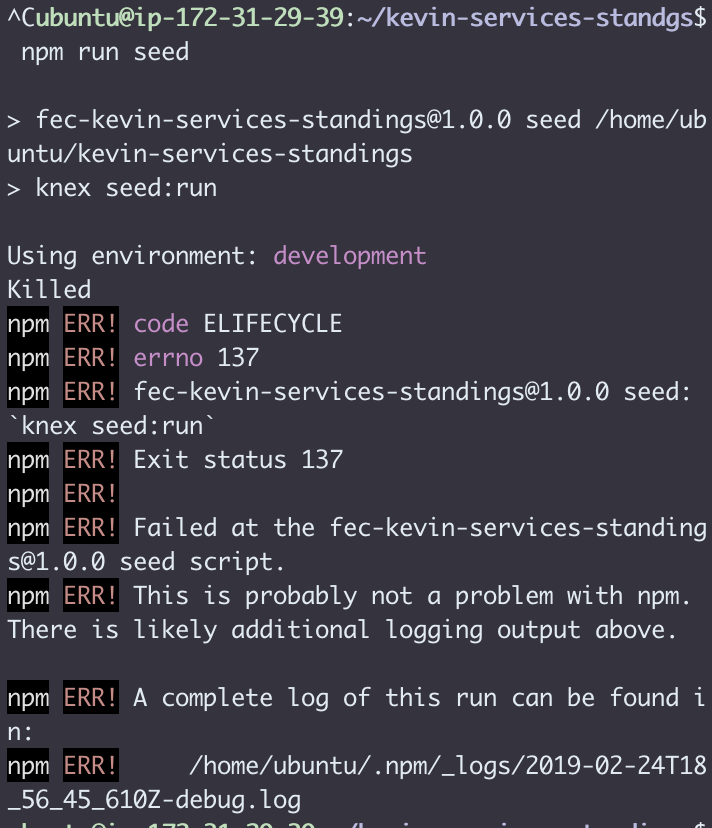 ^Cubuntu@ip-172-31-29-39:~/kevin-services-standgs$
npm run seed
> fec-kevin-services-standings@1.0.0 seed /home/ub
untu/kevin-services-standings
> knex seed:run
Using environment: development
Killed
npm ERR! code ELIFECYCLE
npm ERR! errno 137
npm ERR! fec-kevin-services-standings@1.0.0 seed:
`knex seed:run`
npm ERR! Exit status 137
npm ERR!
npm ERR! Failed at the fec-kevin-services-standing
s@1.0.0 seed script.
npm ERR! This is probably not a problem with npm.
There is likely additional logging output above.
npm ERR! A complete log of this run can be found i
n:
npm ERR!     /home/ubuntu/.npm/_logs/2019-02-24T18
_56_45_610Z-debug.log